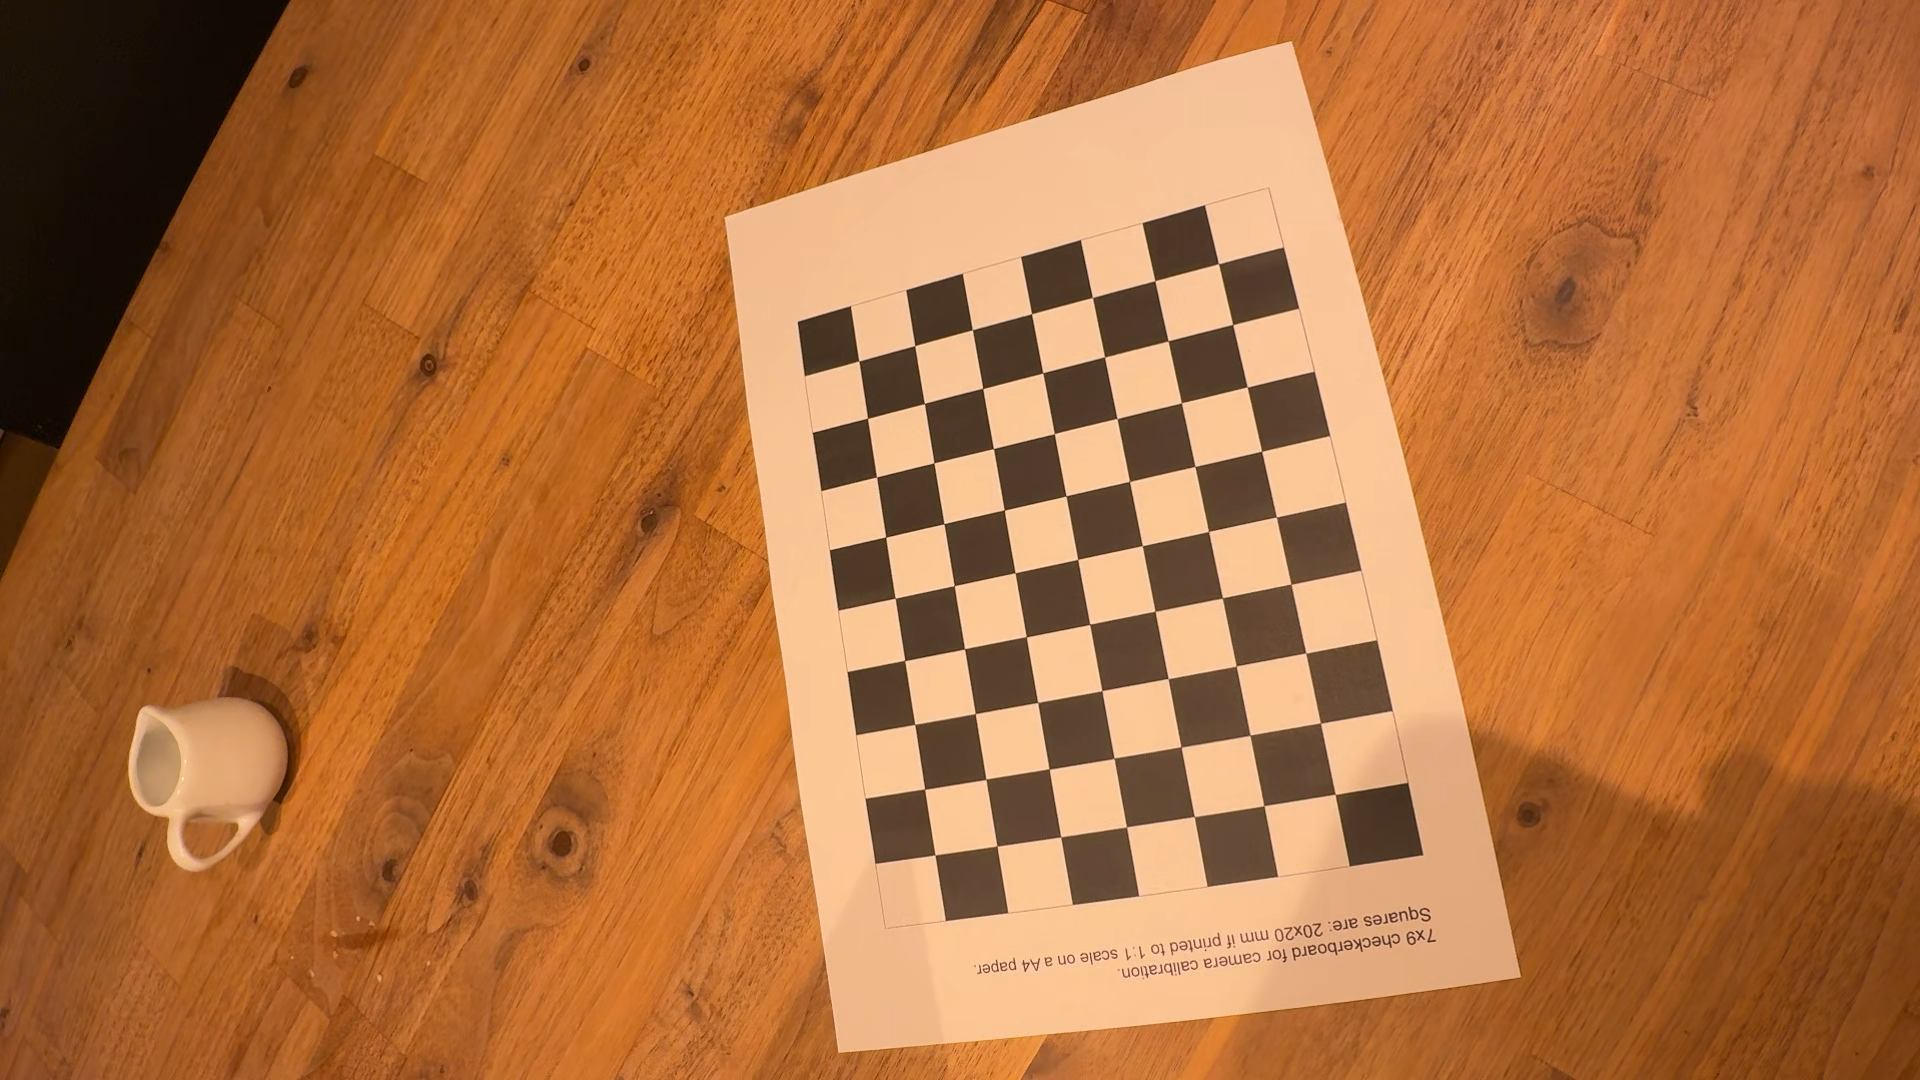 7x9 checkerboard for camera calibration.
Squares are: 20x20 mm if printed to 1:1 scale on a A4 paper.